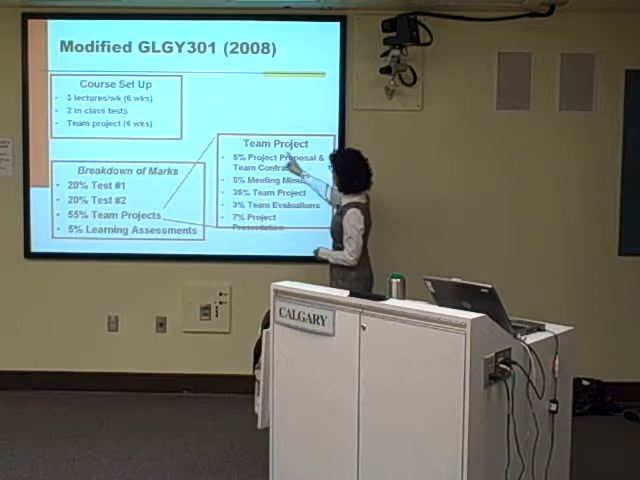 Modified GLGY301 (2008)
Course Set Up
3 lectures/wk (6 wks)
2 in class tests
Team project (6 wks)
Breakdown of Marks
20% Test #1
20% Test #2
55% Team Projects
5% Learning Assessments
Team Project
5% Project Proposal &
Team
5% Meeting
35% Team Project
3% Team Evaluations
7% Project
Presentation
CALGARY